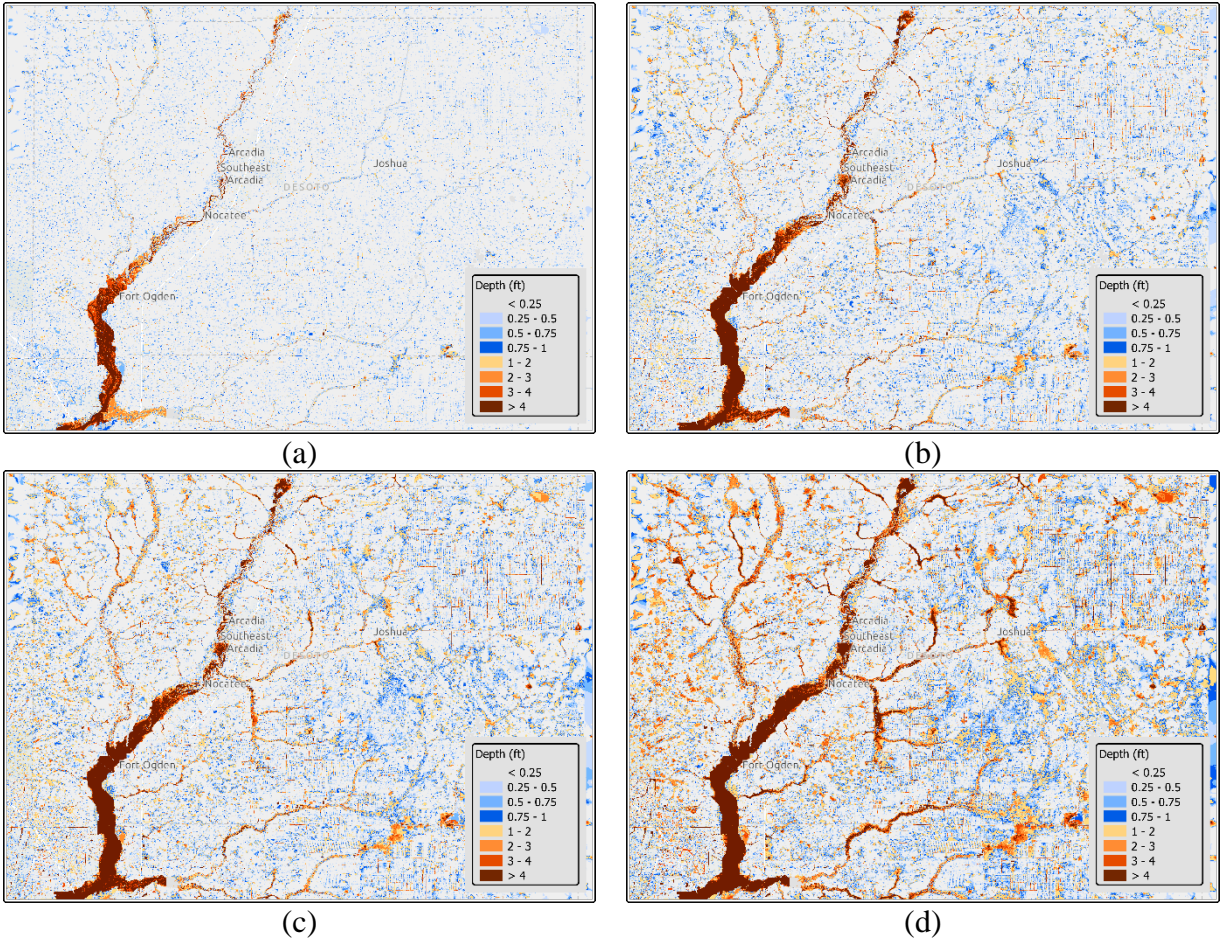 Arcadia
Southeast
Arcadia
Joshua
DESOTO
Nocatee
Fort Ogden
Depth (ft)
< 0.25
0.25 - 0.5
0.5 - 0.75
0.75 - 1
1 - 2
2 - 3
3 - 4
> 4
(a)
Arcadia
Southeast
Arcadia
Joshua
DESOTO
Nocatee
Fort Ogden
Depth (ft)
< 0.25
0.25 - 0.5
0.5 - 0.75
0.75 - 1
1 - 2
2 - 3
3 - 4
> 4
(b)
Arcadia
Southeast
Arcadia
Joshua
DESOTO
Nocatee
Fort Ogden
Depth (ft)
< 0.25
0.25 - 0.5
0.5 - 0.75
0.75 - 1
1 - 2
2 - 3
3 - 4
> 4
(c)
Arcadia
Southeast
Arcadia
Joshua
Nocatee
Fort Ogden
Depth (ft)
< 0.25
0.25 - 0.5
0.5 - 0.75
0.75 - 1
1 - 2
2 - 3
3 - 4
> 4
(d)